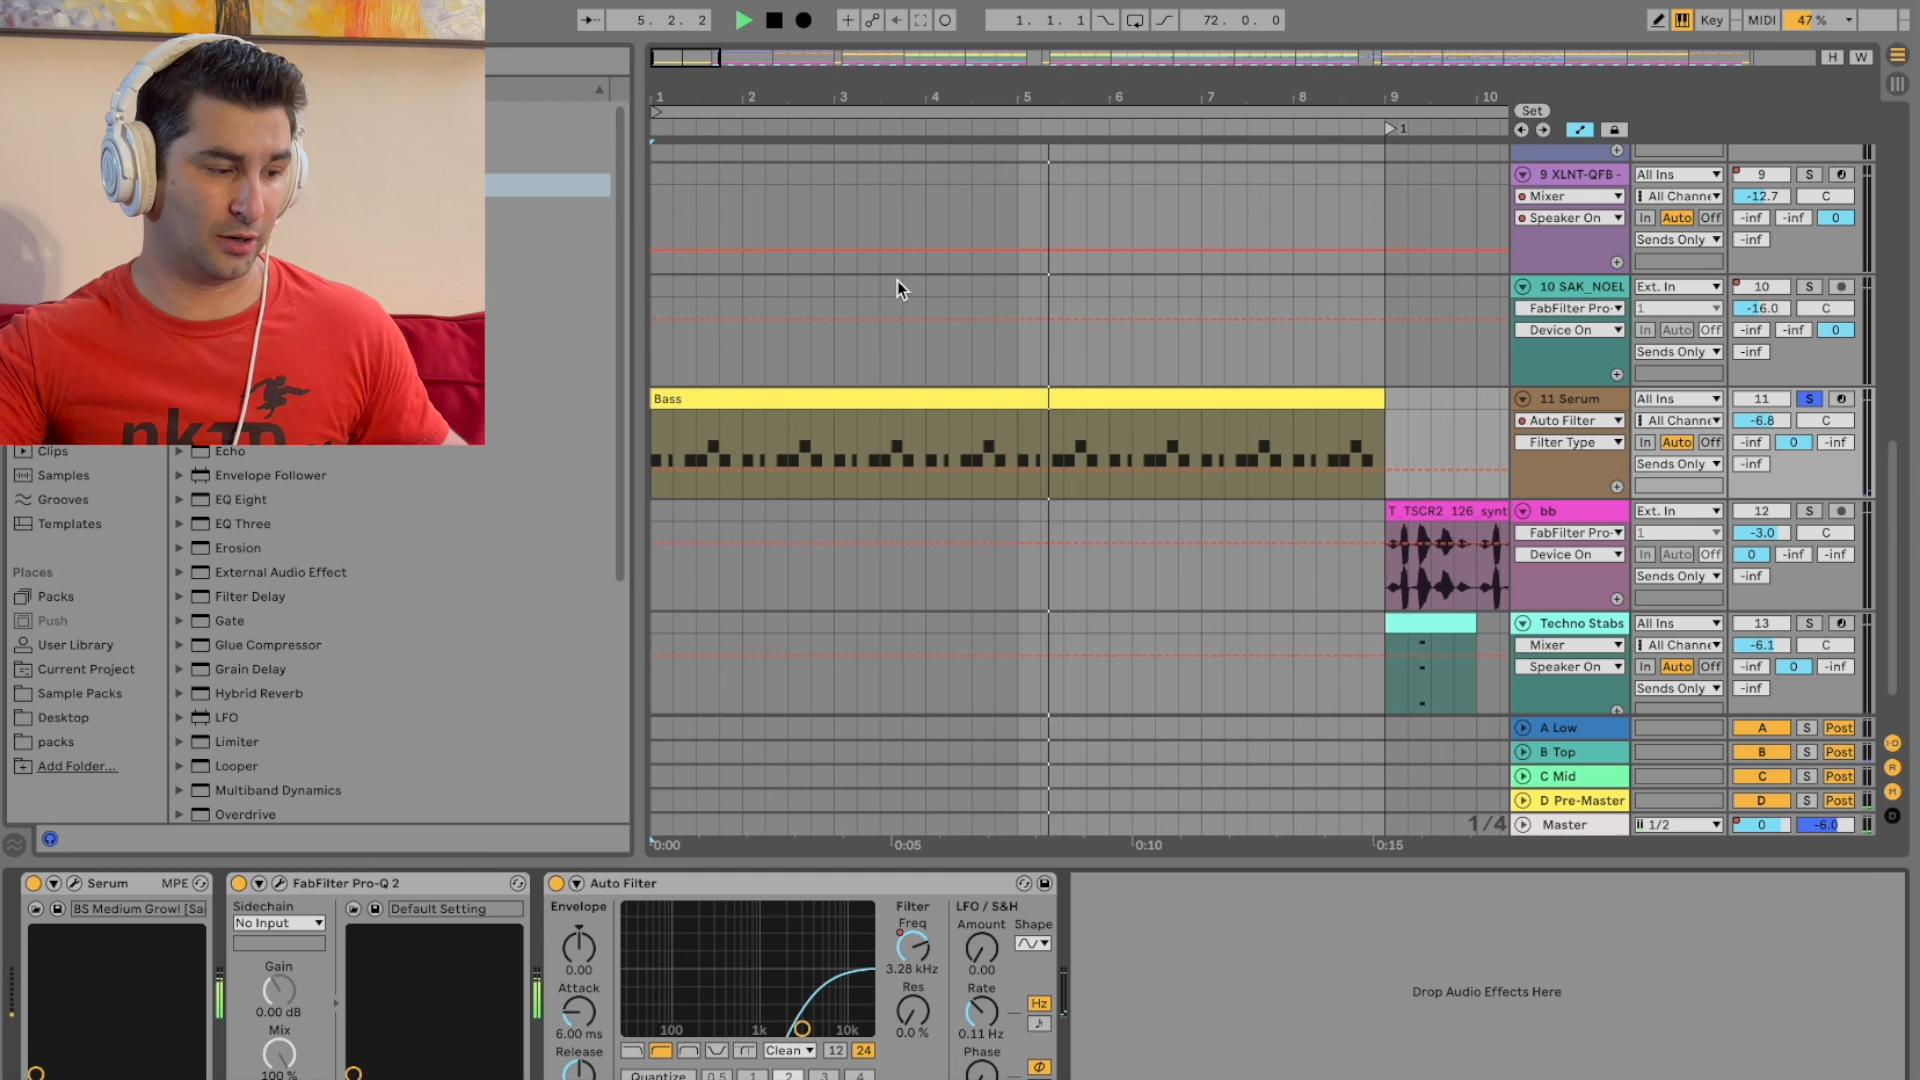 5. 2. 2
1. 1. 1
72. 0. 0
Key
MIDI
47 %
H
W
1 2 3 4 5 6 7 8 9 10
Set
1
9 XLNT-QFB -
All Ins
9
S
Mixer
-12.7
C
Speaker On
In Auto Off
-inf -inf 0
Sends Only
-inf
10 SAK_NOEL
Ext. In
10
S
FabFilter Pro-
1
-16.0
C
Device On
In Auto Off
-inf -inf 0
Sends Only
-inf
Bass
11 Serum
All Ins
11
S
Auto Filter
-6.8
C
Filter Type
In Auto Off
-inf 0 -inf
Sends Only
-inf
T_TSCR2_126_synt
bb
Ext. In
12
S
FabFilter Pro-
1
-3.0
C
Device On
In Auto Off
0 -inf -inf
Sends Only
-inf
Techno Stabs
All Ins
13
S
Mixer
-6.1
C
Speaker On
In Auto Off
-inf 0 -inf
Sends Only
-inf
A Low
A S Post
B Top
B S Post
C Mid
C S Post
D Pre-Master
D S Post
1/4
Master
1/2
0
-6.0
0:00 0:05 0:10 0:15
Clips
Samples
Grooves
Templates
Places
Packs
Push
User Library
Current Project
Sample Packs
Desktop
packs
Add Folder...
Echo
Envelope Follower
EQ Eight
EQ Three
Erosion
External Audio Effect
Filter Delay
Gate
Glue Compressor
Grain Delay
Hybrid Reverb
LFO
Limiter
Looper
Multiband Dynamics
Overdrive
Serum
MPE
BS Medium Growl [Sa
FabFilter Pro-Q 2
Sidechain
No Input
Default Setting
Gain
0.00 dB
Mix
100 %
Auto Filter
Envelope
0.00
Attack
6.00 ms
Release
100 1k 10k
Clean
12 24
Quantize 0.5 1 2 3 4
Filter
Freq
3.28 kHz
Res
0.0 %
LFO / S&H
Amount
Shape
0.00
Rate
Hz
0.11 Hz
Phase
Drop Audio Effects Here